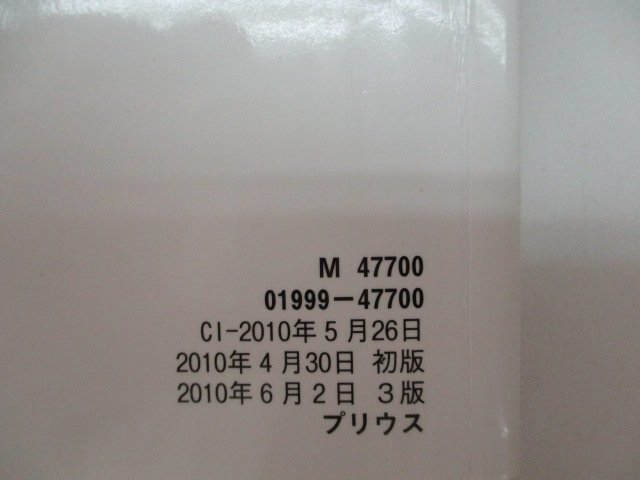 M 47700
01999-47700
CI-2010年5月26日
2010年4月30日 初版
2010年6月2日 3版
プリウス